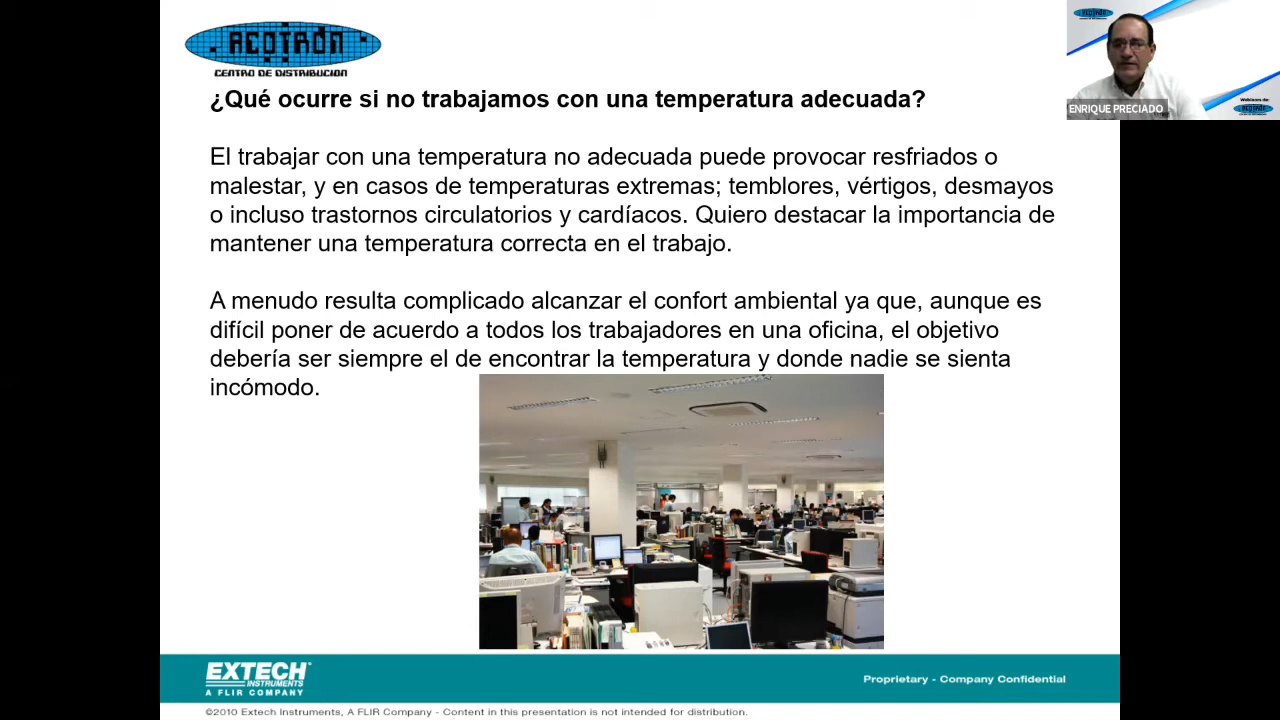 AEDTRÓN
CENTRO DE DISTRIBUCION
¿Qué ocurre si no trabajamos con una temperatura adecuada?
El trabajar con una temperatura no adecuada puede provocar resfriados o
malestar, y en casos de temperaturas extremas; temblores, vértigos, desmayos
o incluso trastornos circulatorios y cardíacos. Quiero destacar la importancia de
mantener una temperatura correcta en el trabajo.
A menudo resulta complicado alcanzar el confort ambiental ya que, aunque es
difícil poner de acuerdo a todos los trabajadores en una oficina, el objetivo
debería ser siempre el de encontrar la temperatura y donde nadie se sienta
incómodo.
ENRIQUE PRECIADO
Webinars de:
EXTECH
INSTRUMENTS
A FLIR COMPANY
Proprietary - Company Confidential
©2010 Extech Instruments, A FLIR Company - Content in this presentation is not intended for distribution.